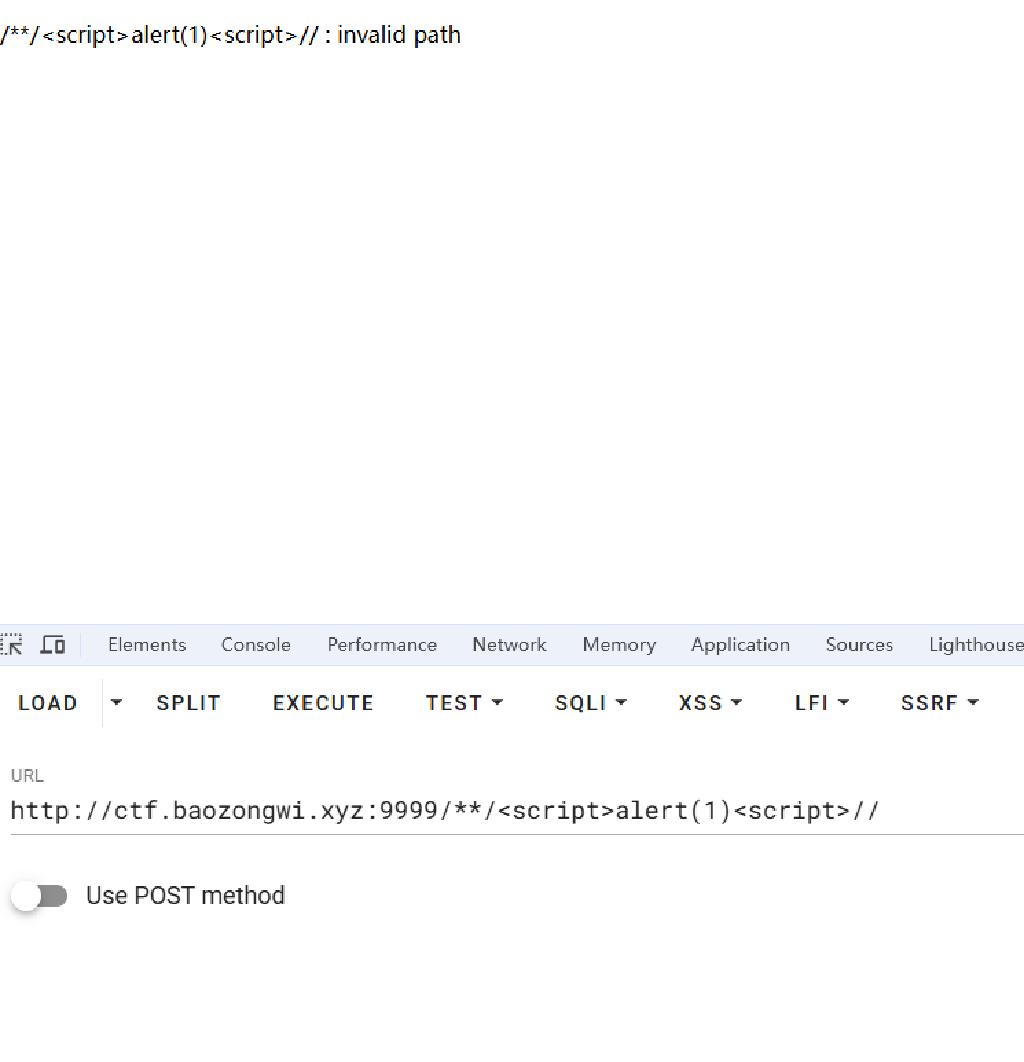 /**/<script>alert(1)<script>// : invalid path
Elements Console Performance Network Memory Application Sources Lighthouse
LOAD SPLIT EXECUTE TEST SQLI XSS LFI SSRF
URL
http://ctf.baozongwi.xyz:9999/**/<script>alert(1)<script>//
Use POST method